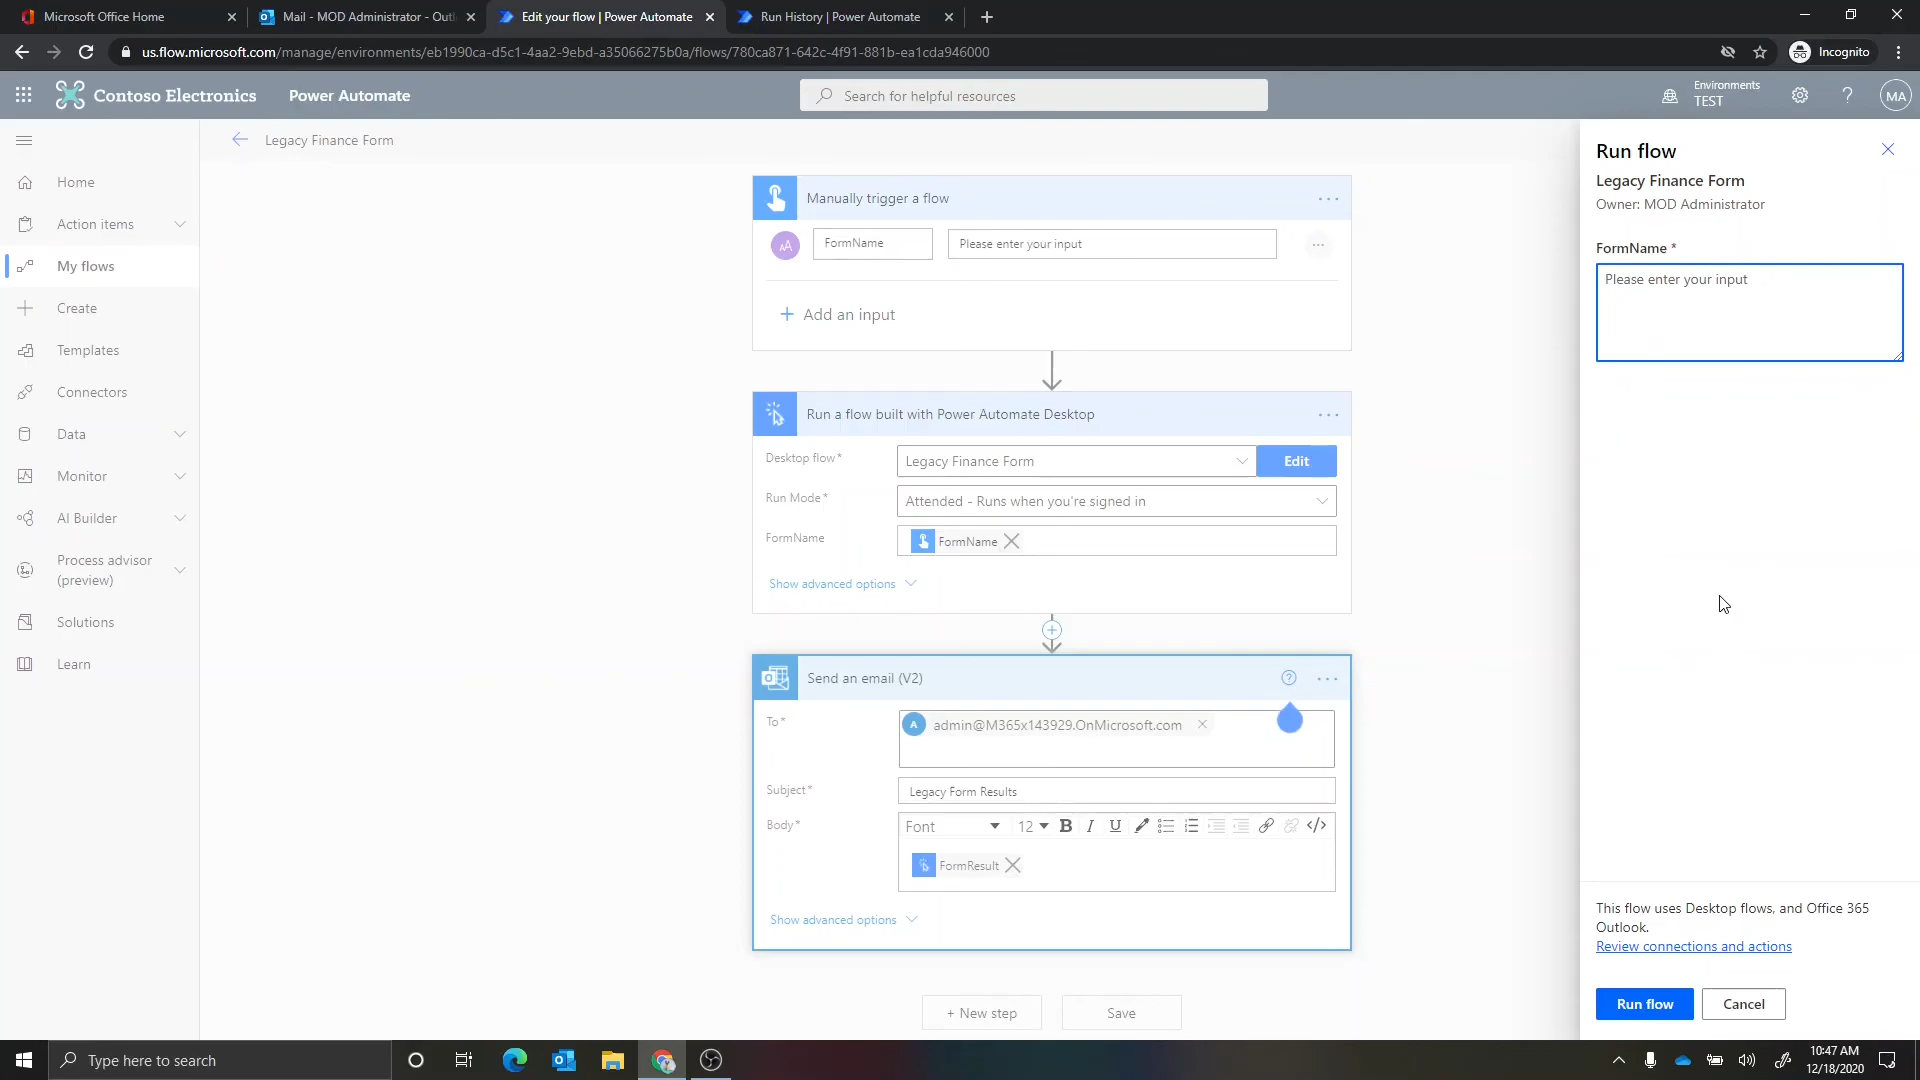 Microsoft Office Home
Mail - MOD Administrator - Outl
Edit your flow | Power Automate
Run History | Power Automate
us.flow.microsoft.com/manage/environments/eb1990ca-d5c1-4aa2-9ebd-a35066275b0a/flows/780ca871-642c-4f91-881b-ea1cda946000
Incognito
Contoso Electronics
Power Automate
Search for helpful resources
Environments
TEST
MA
Legacy Finance Form
Home
Action items
My flows
Create
Templates
Connectors
Data
Monitor
AI Builder
Process advisor
(preview)
Solutions
Learn
Manually trigger a flow
FormName
Please enter your input
Add an input
Run a flow built with Power Automate Desktop
Desktop flow *
Legacy Finance Form
Edit
Run Mode *
Attended - Runs when you're signed in
FormName
FormName
Show advanced options
Send an email (V2)
To *
A
admin@M365x143929.OnMicrosoft.com
Subject *
Legacy Form Results
Body *
Font
12
B
I
U
</>
FormResult
Show advanced options
+ New step
Save
Run flow
Legacy Finance Form
Owner: MOD Administrator
FormName *
Please enter your input
This flow uses Desktop flows, and Office 365
Outlook.
Review connections and actions
Run flow
Cancel
Type here to search
10:47 AM
12/18/2020